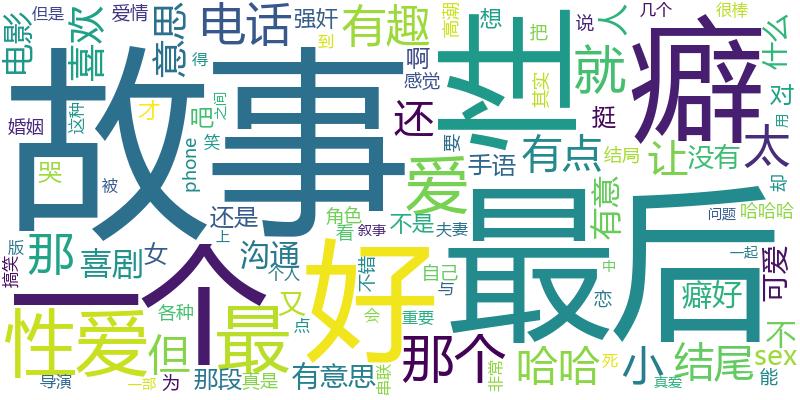 电影
但是
爱情
喜欢
意思
电话
强奸
到
得
有趣
高潮
想
把
说
人
几个
很棒
什么
故事
性
癖
啊
感觉
就
其实
对
婚姻
这种
才
吧
之间
笑
还
挺
太
哭
phone
被
爱
手语
要
有点
结局
让
没有
用
却
那
喜剧
女
还是
上
沟通
角色
看
叙事
不是
夫妻
有意
最后
问题
哈哈哈
一起
版
搞笑
一个
好
个人
不错
自己
与
恋
中
癖好
可爱
性爱
但
各种
最
又
点
会
重要
那个
哈哈
小
结尾
不
sex
能
导演
一部
为
那段
真是
有意思
串联
非常
死
真爱